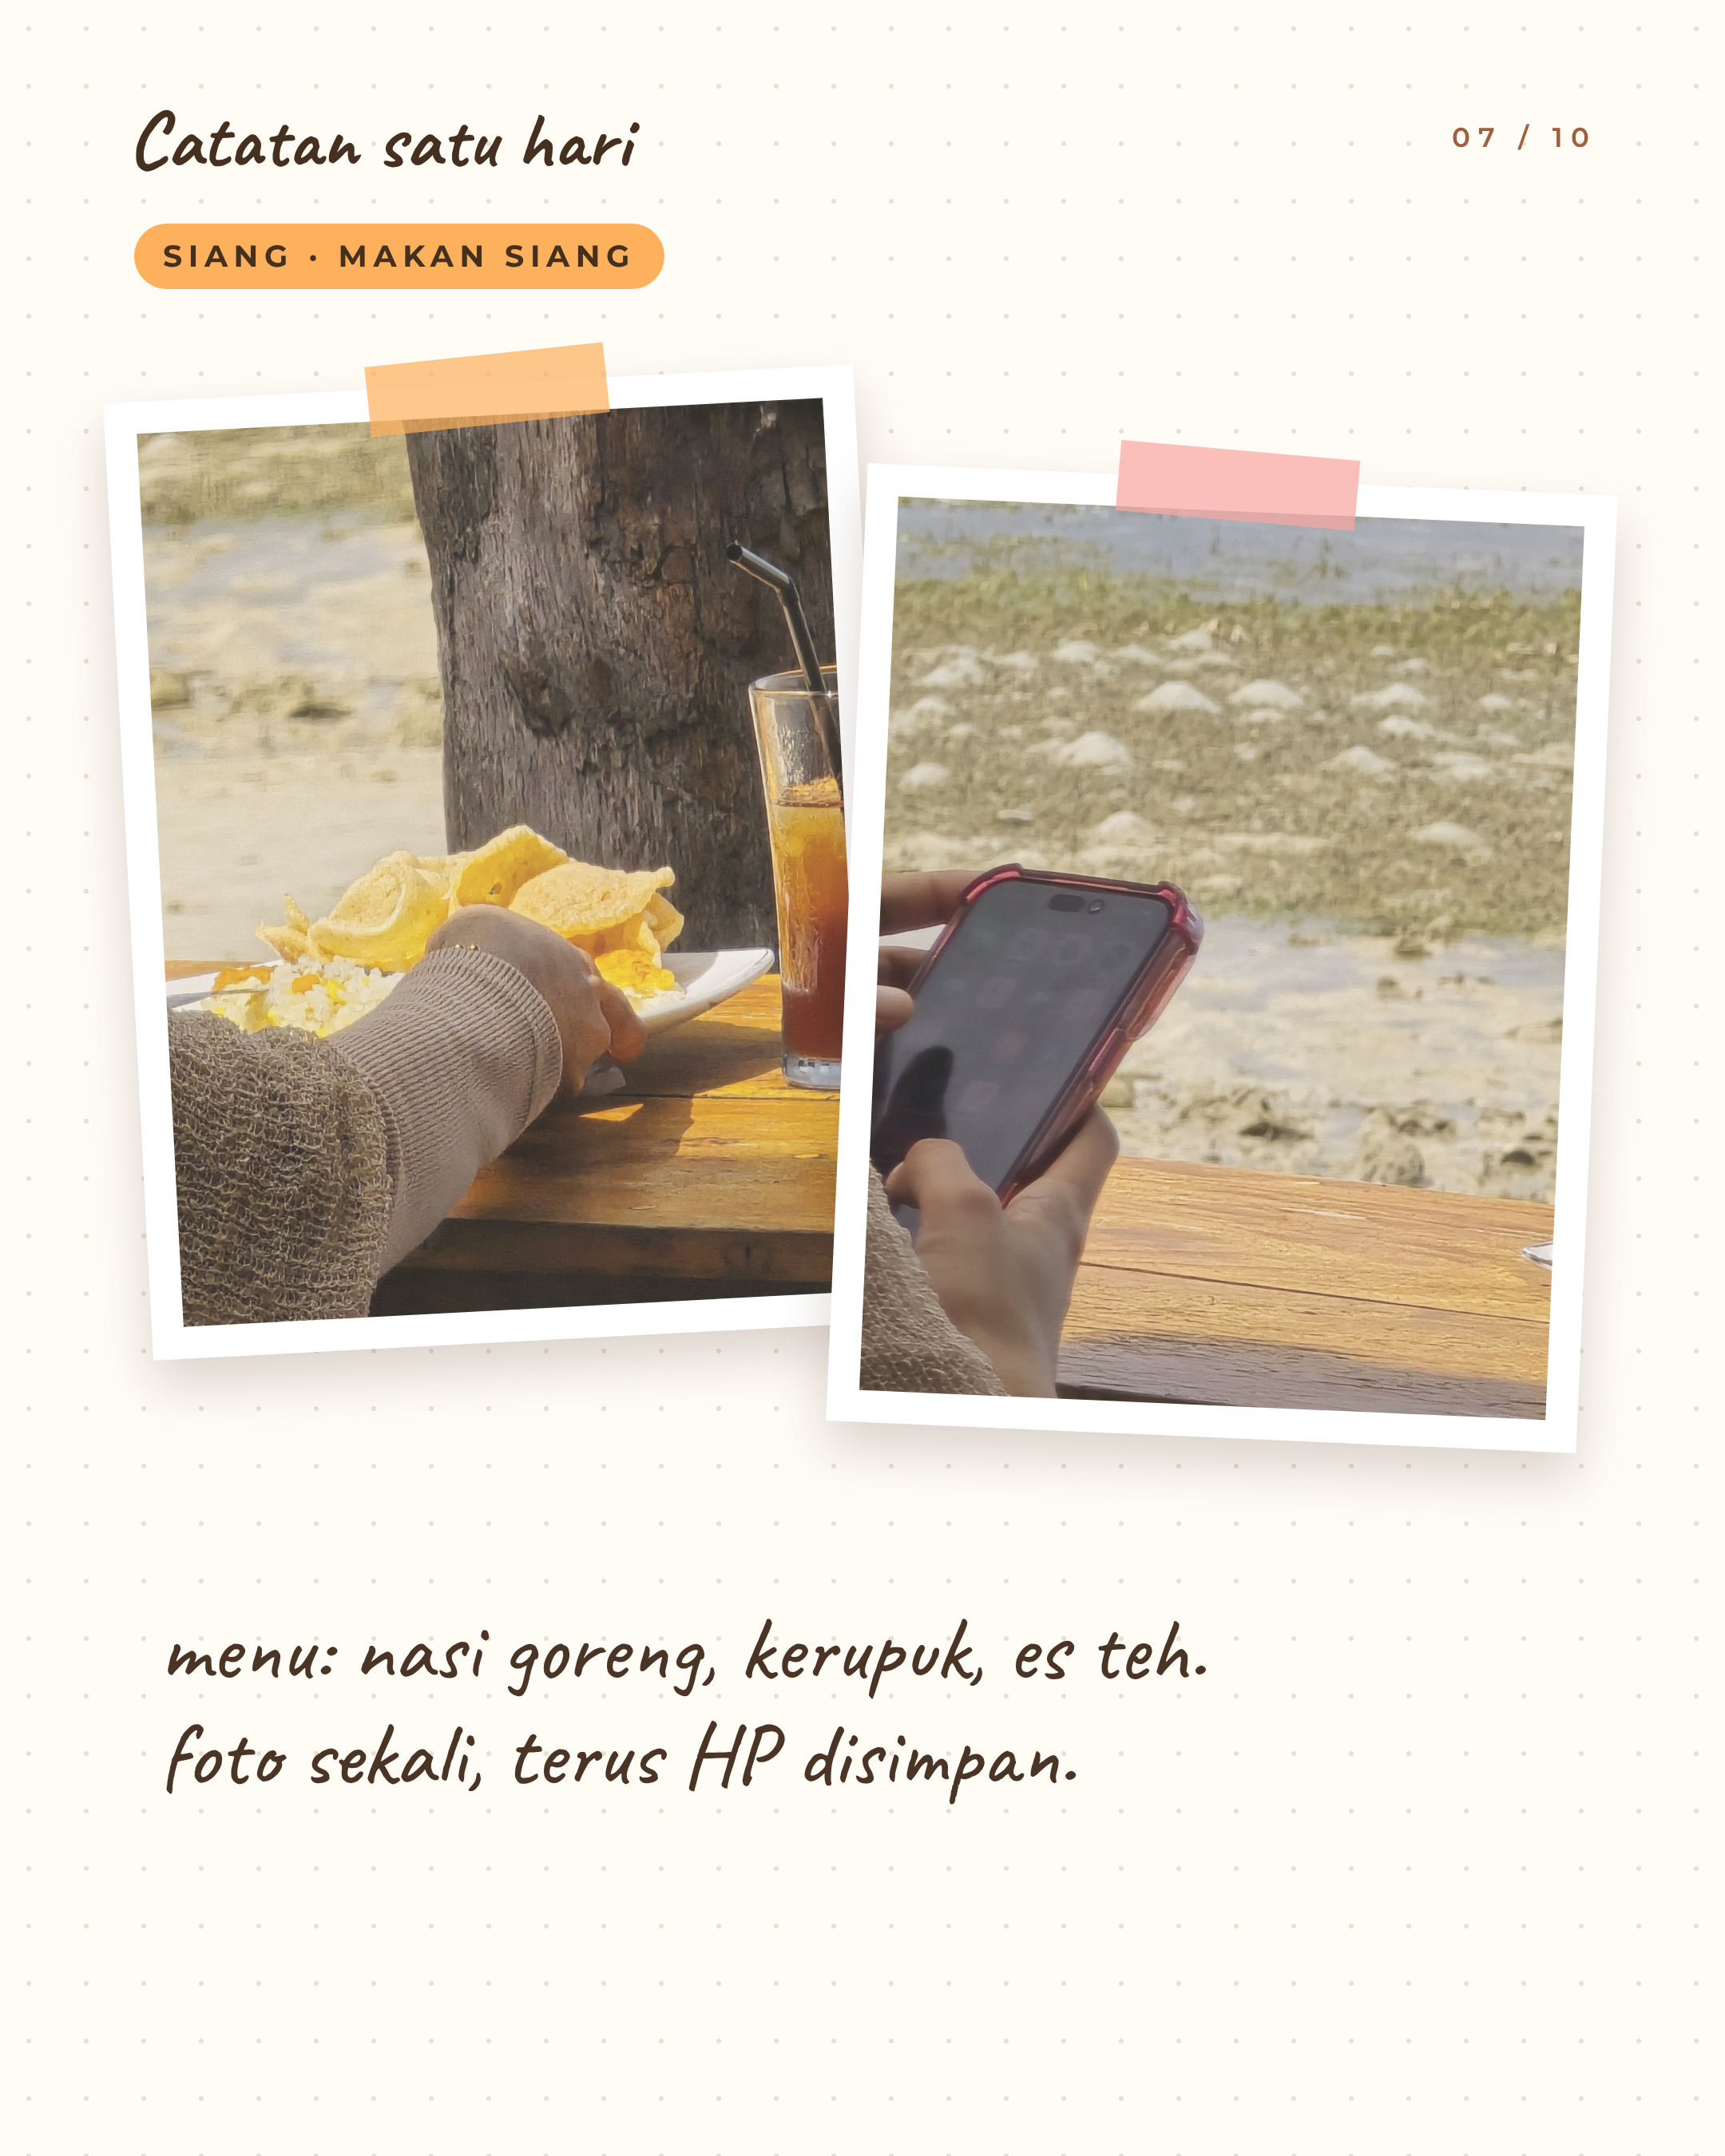 Catatan satu hari
07 / 10
SIANG · MAKAN SIANG
menu: nasi goreng, kerupuk, es teh.
foto sekali, terus HP disimpan.